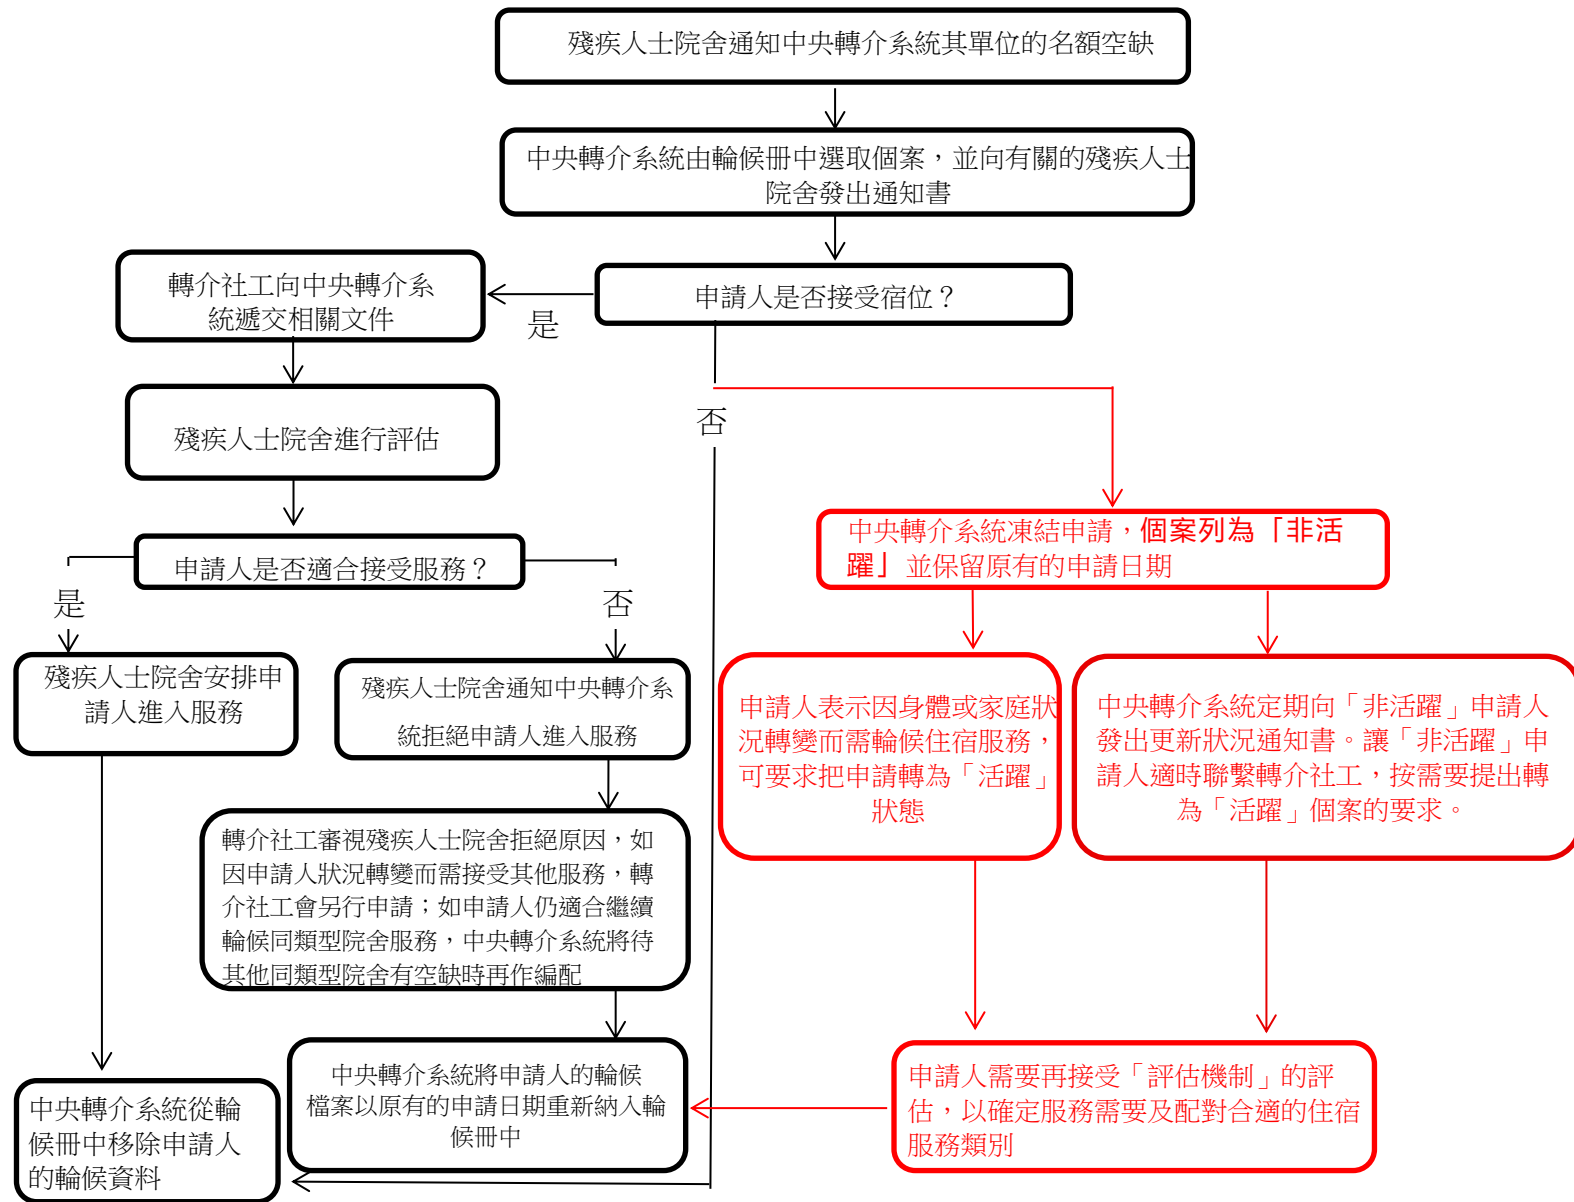 殘疾人士院舍通知中央轉介系統其單位的名額空缺
中央轉介系統由輪候冊中選取個案，並向有關的殘疾人士
院舍發出通知書
申請人是否接受宿位？
是
轉介社工向中央轉介系
統遞交相關文件
殘疾人士院舍進行評估
否
申請人是否適合接受服務？
是
否
殘疾人士院舍安排申
請人進入服務
殘疾人士院舍通知中央轉介系
統拒絕申請人進入服務
轉介社工審視殘疾人士院舍拒絕原因，如
因申請人狀況轉變而需接受其他服務，轉
介社工會另行申請；如申請人仍適合繼續
輪候同類型院舍服務，中央轉介系統將待
其他同類型院舍有空缺時再作編配
中央轉介系統將申請人的輪候
檔案以原有的申請日期重新納入輪
候冊中
中央轉介系統從輪
候冊中移除申請人
的輪候資料
中央轉介系統凍結申請，個案列為「非活
躍」並保留原有的申請日期
申請人表示因身體或家庭狀
況轉變而需輪候住宿服務，
可要求把申請轉為「活躍」
狀態
中央轉介系統定期向「非活躍」申請人
發出更新狀況通知書。讓「非活躍」申
請人適時聯繫轉介社工，按需要提出轉
為「活躍」個案的要求。
申請人需要再接受「評估機制」的評
估，以確定服務需要及配對合適的住宿
服務類別